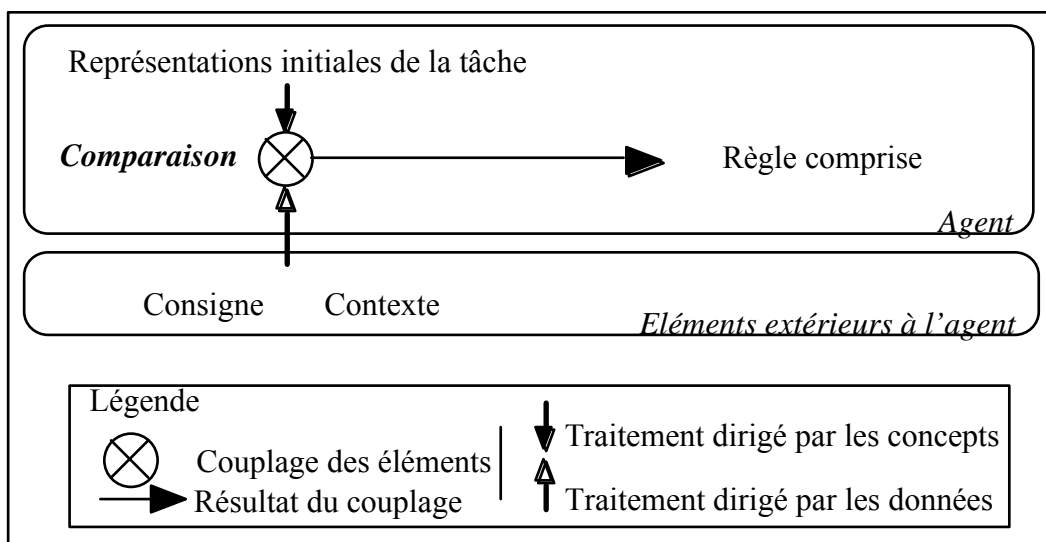 Représentations initiales de la tâche
Comparaison
Règle comprise
Agent
Consigne Contexte
Eléments extérieurs à l'agent
Légende
Couplage des éléments
Résultat du couplage
Traitement dirigé par les concepts
Traitement dirigé par les données